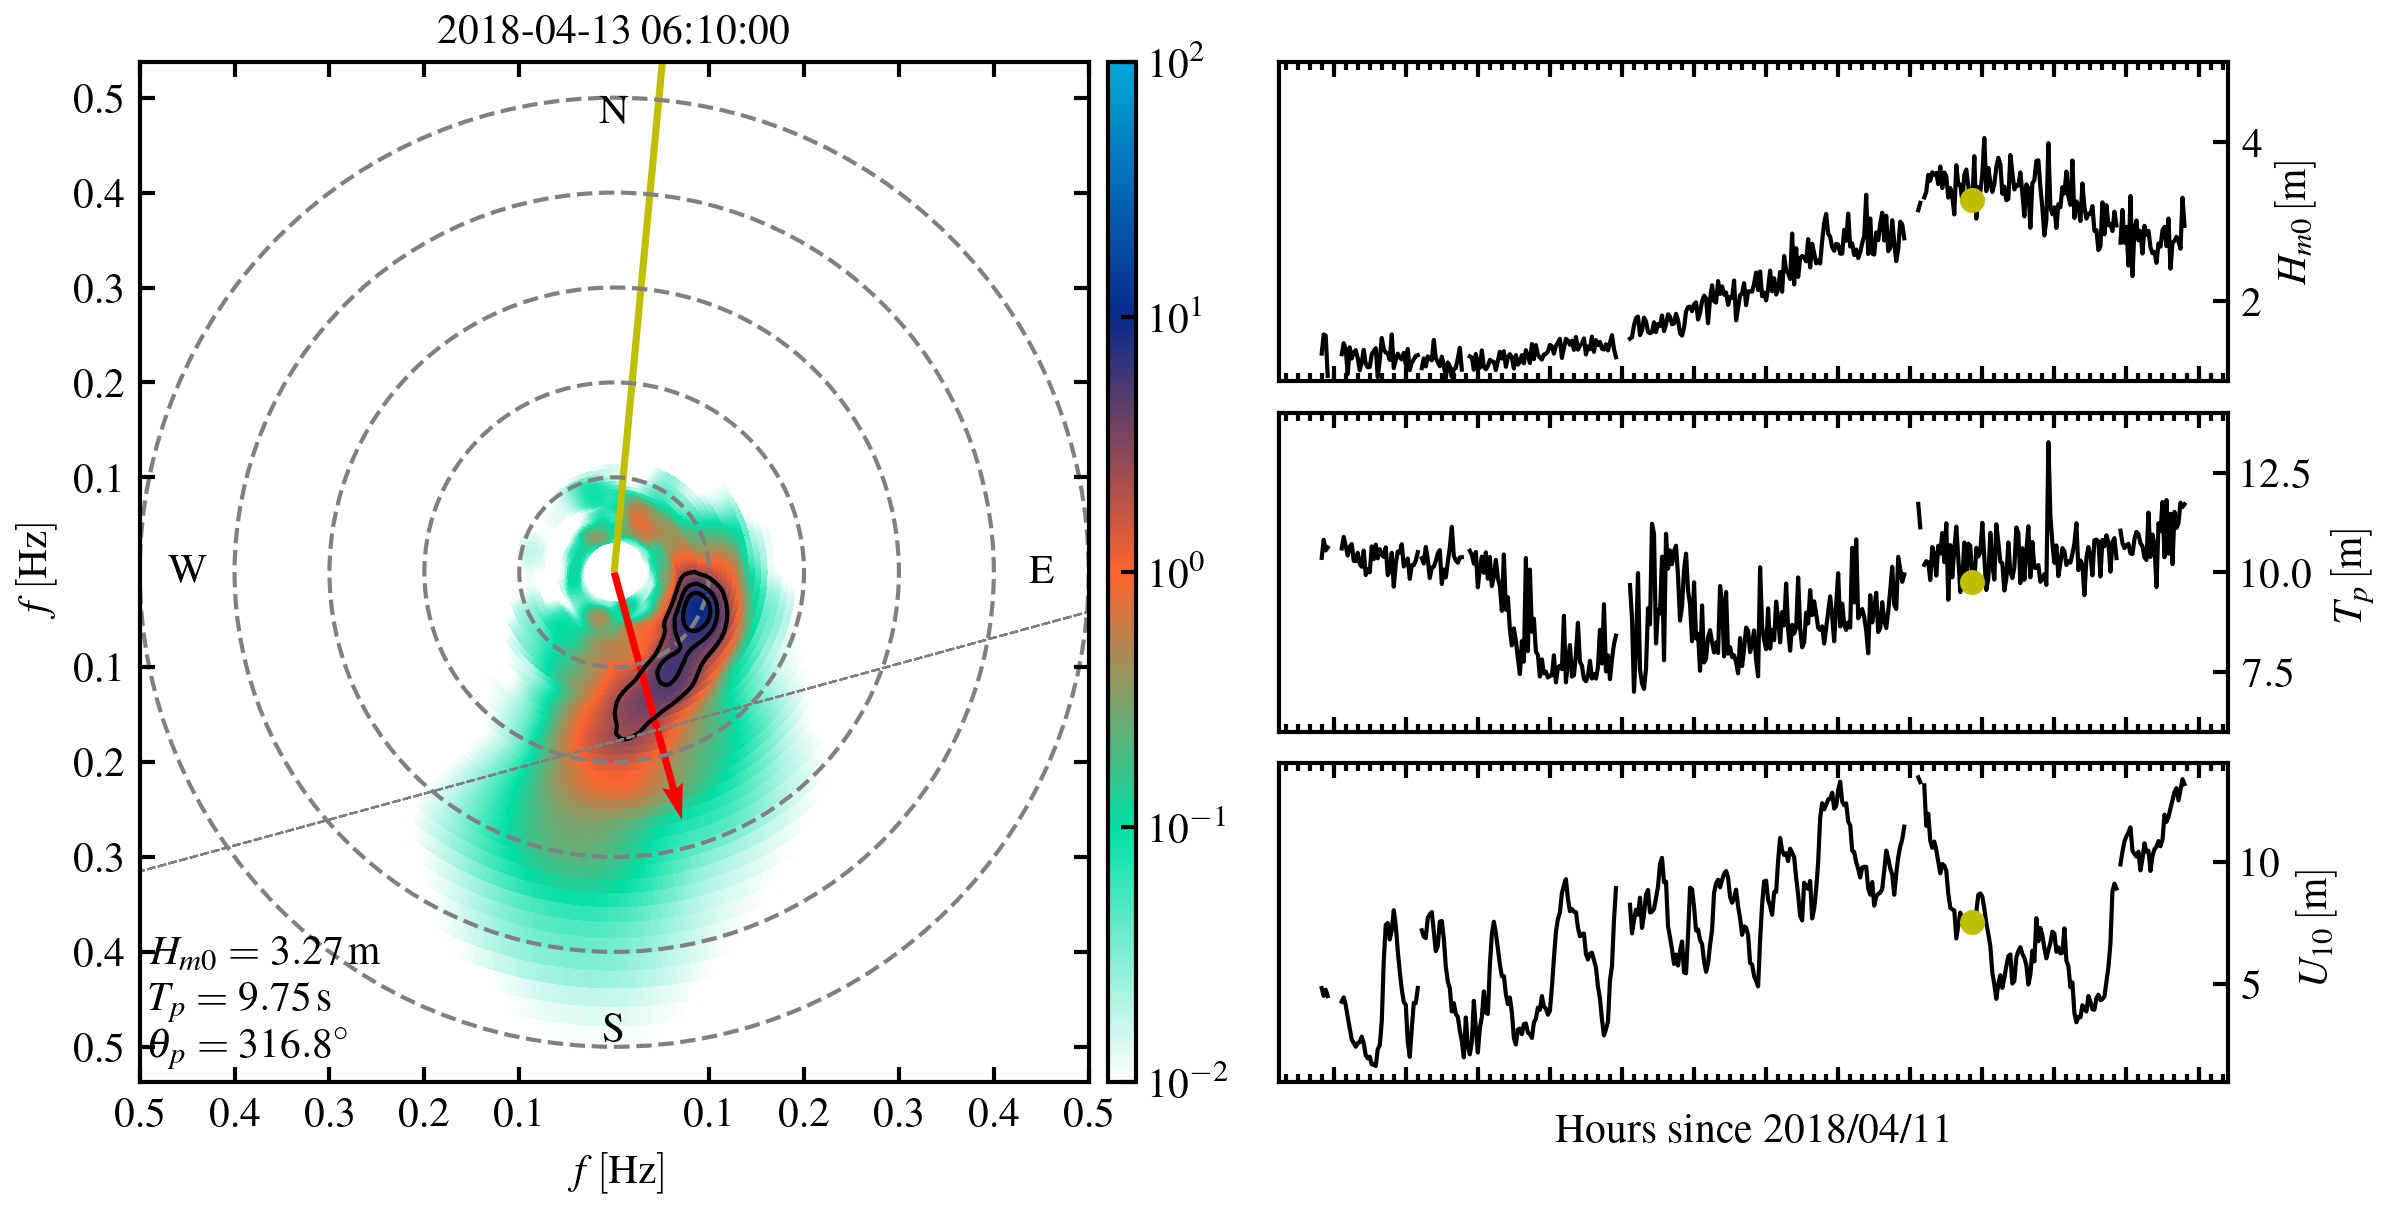 2018-04-13 06:10:00
N
W
E
S
0.5
0.4
0.3
0.2
0.1
0.1
0.2
0.3
0.4
0.5
f [Hz]
H_{m0} = 3.27 m
T_p = 9.75 s
θ_p = 316.8°
0.5 0.4 0.3 0.2 0.1 0.1 0.2 0.3 0.4 0.5
f [Hz]
10^2
10^1
10^0
10^{-1}
10^{-2}
4
2
H_{m0} [m]
12.5
10.0
7.5
T_p [m]
10
5
U_{10} [m]
Hours since 2018/04/11